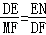 DE/MF = EN/DF